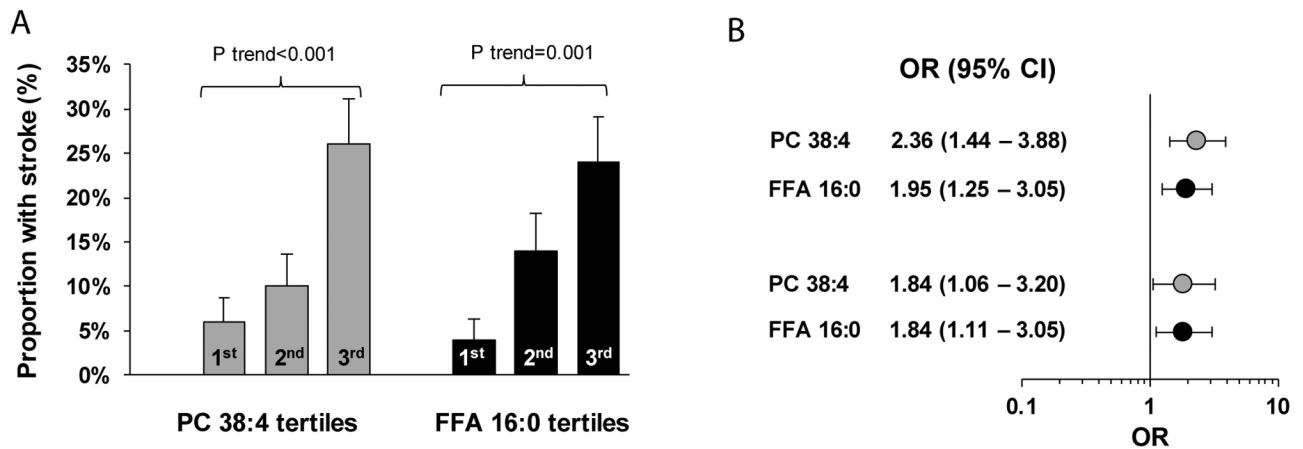 A
P trend<0.001
P trend=0.001
Proportion with stroke (%)
35%
30%
25%
20%
15%
10%
5%
0%
1st
2nd
3rd
1st
2nd
3rd
PC 38:4 tertiles
FFA 16:0 tertiles
B
OR (95% CI)
PC 38:4 2.36 (1.44 – 3.88)
FFA 16:0 1.95 (1.25 – 3.05)
PC 38:4 1.84 (1.06 – 3.20)
FFA 16:0 1.84 (1.11 – 3.05)
0.1 1 10
OR